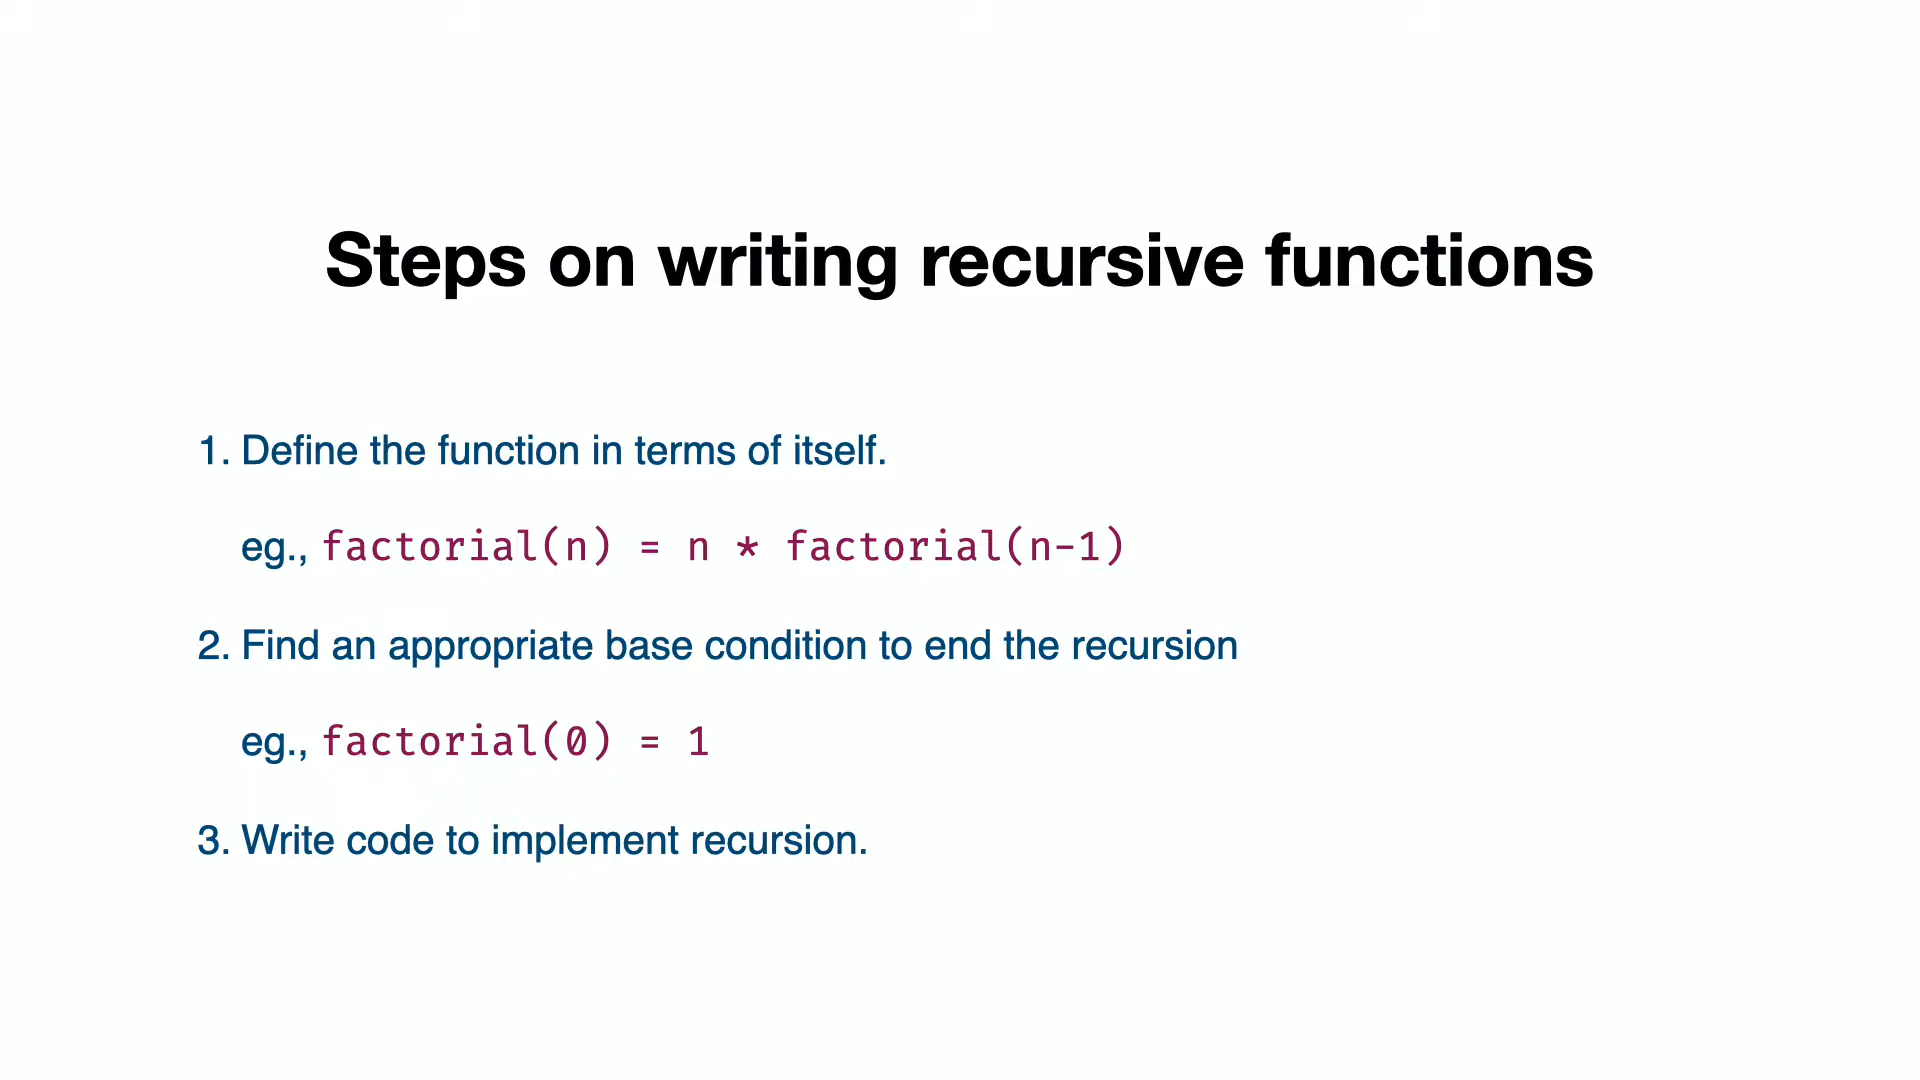 Steps on writing recursive functions
1. Define the function in terms of itself.
eg., factorial(n) = n * factorial(n-1)
2. Find an appropriate base condition to end the recursion
eg., factorial(0) = 1
3. Write code to implement recursion.